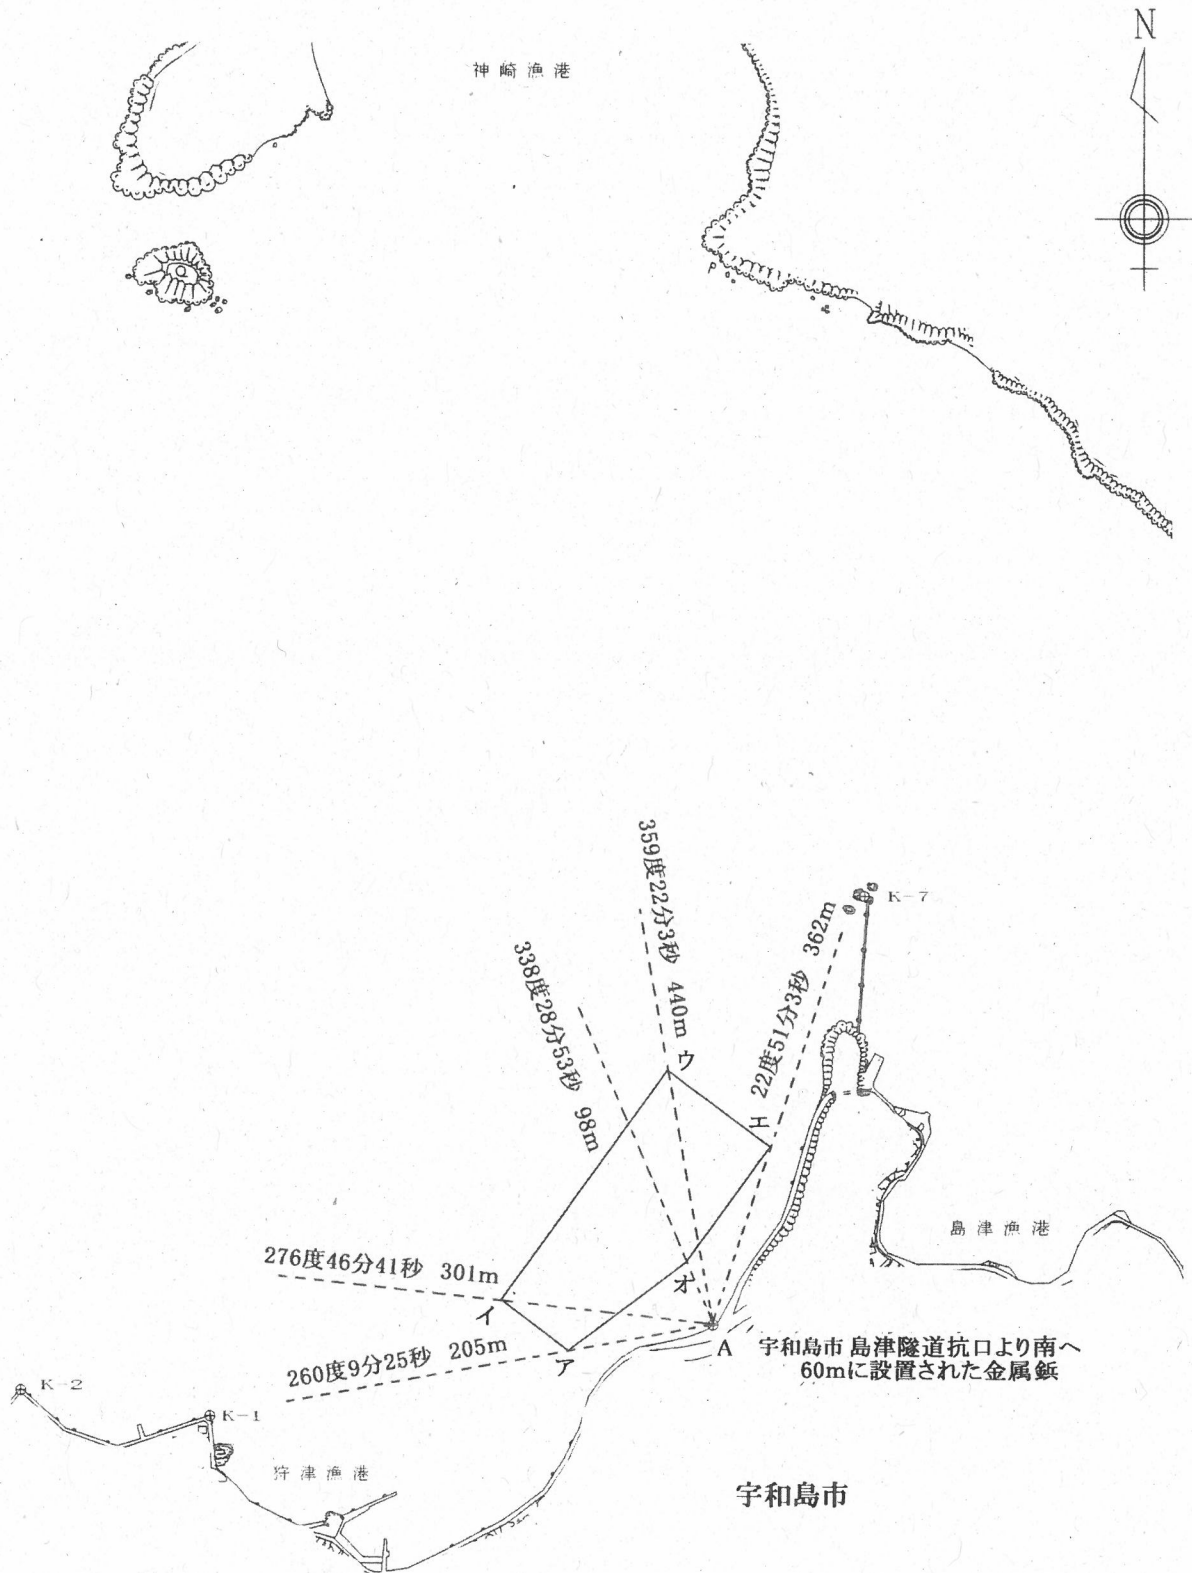 N
神崎漁港
K-7
359度22分3秒 440m
338度28分53秒 98m
22度51分3秒 362m
ウ
エ
島津漁港
276度46分41秒 301m
オ
イ
260度9分25秒 205m
ア
A
宇和島市 島津隧道抗口より南へ
60mに設置された金属鋲
K-2
K-1
狩津漁港
宇和島市